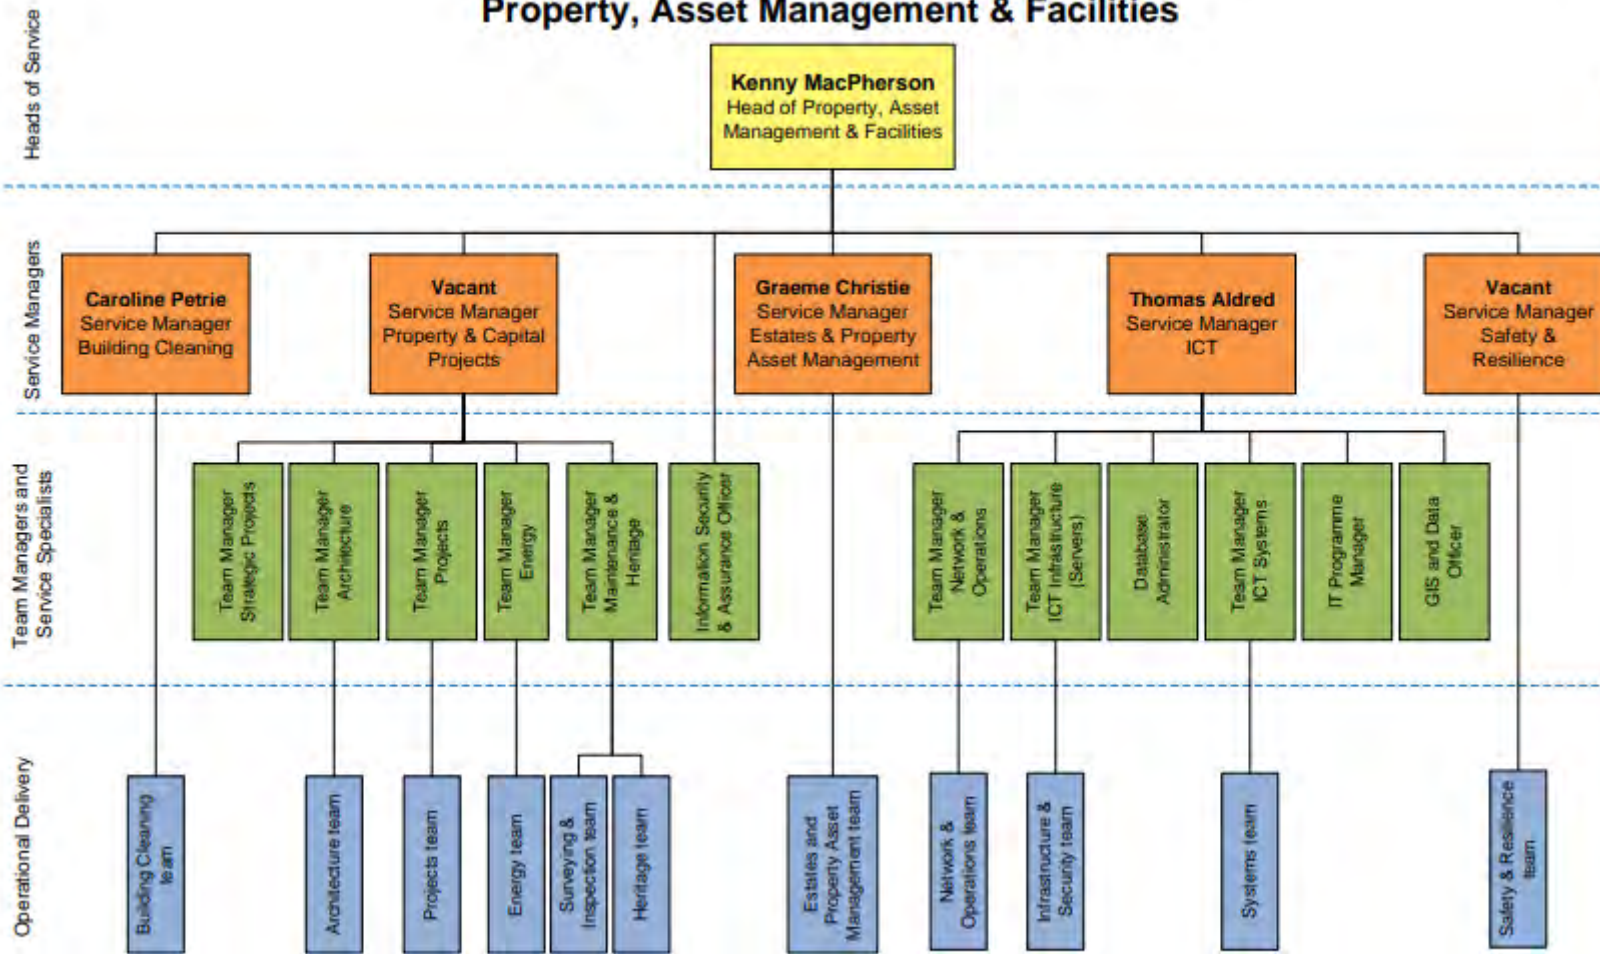 Property, Asset Management & Facilities
Heads of Service
Kenny MacPherson
Head of Property, Asset
Management & Facilities
Service Managers
Caroline Petrie
Service Manager
Building Cleaning
Vacant
Service Manager
Property & Capital
Projects
Graeme Christie
Service Manager
Estates & Property
Asset Management
Thomas Aldred
Service Manager
ICT
Vacant
Service Manager
Safety &
Resilience
Team Managers and
Service Specialists
Team Manager
Strategic Projects
Team Manager
Architecture
Team Manager
Projects
Team Manager
Energy
Team Manager
Maintenance &
Heritage
Information Security
& Assurance Officer
Team Manager
Network &
Operations
Team Manager
ICT Infrastructure
(Servers)
Database
Administrator
Team Manager
ICT Systems
IT Programme
Manager
GIS and Data
Officer
Operational Delivery
Building Cleaning
team
Architecture team
Projects team
Energy team
Surveying &
Inspection team
Heritage team
Estates and
Property Asset
Management team
Network &
Operations team
Infrastructure &
Security team
Systems team
Safety & Resilience
team